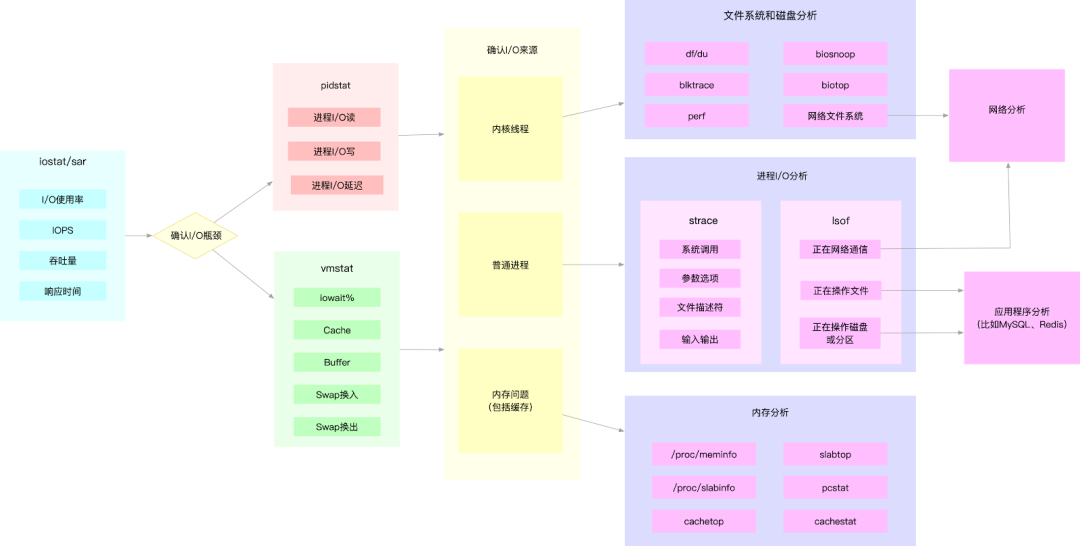 iostat/sar
I/O使用率
IOPS
吞吐量
响应时间
确认I/O瓶颈
pidstat
进程I/O读
进程I/O写
进程I/O延迟
vmstat
iowait%
Cache
Buffer
Swap换入
Swap换出
确认I/O来源
内核线程
普通进程
内存问题
(包括缓存)
文件系统和磁盘分析
df/du
biosnoop
blktrace
biotop
perf
网络文件系统
进程I/O分析
strace
系统调用
参数选项
文件描述符
输入输出
lsof
正在网络通信
正在操作文件
正在操作磁盘
或分区
内存分析
/proc/meminfo
slabtop
/proc/slabinfo
pcstat
cachetop
cachestat
网络分析
应用程序分析
(比如MySQL、Redis)